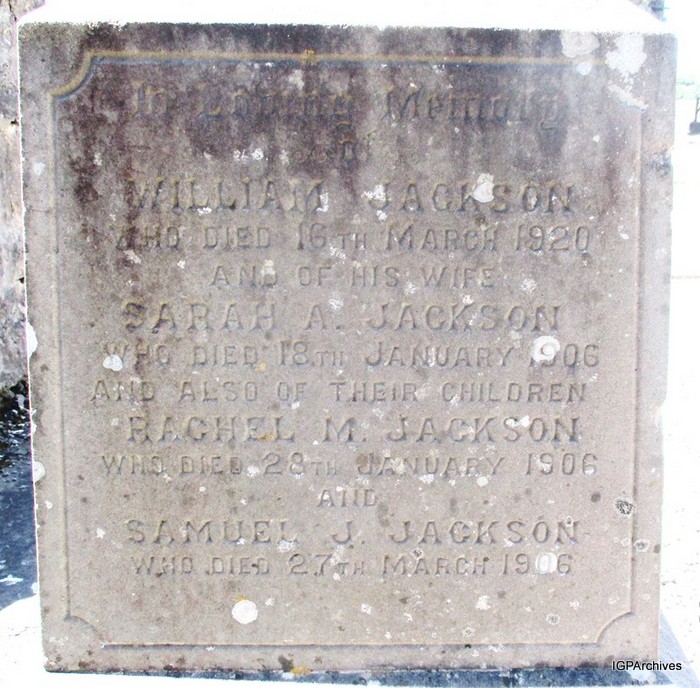 In Loving Memory
of
WILLIAM JACKSON
WHO DIED 16TH MARCH 1920
AND OF HIS WIFE
SARAH A. JACKSON
WHO DIED 18TH JANUARY 1906
AND ALSO OF THEIR CHILDREN
RACHEL M. JACKSON
WHO DIED 28TH JANUARY 1906
AND
SAMUEL J. JACKSON
WHO DIED 27TH MARCH 1906
IGPArchives